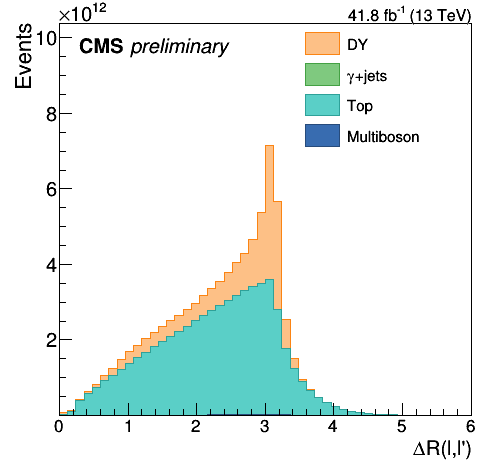 ×10¹²
41.8 fb⁻¹ (13 TeV)
Events
CMS preliminary
DY
γ+jets
Top
Multiboson
10
8
6
4
2
0 1 2 3 4 5 6
ΔR(l,l')